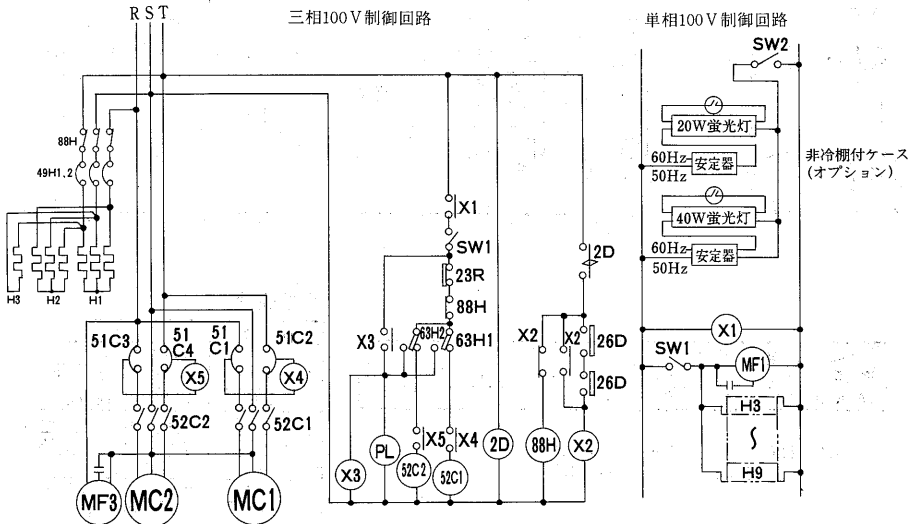 三相100V制御回路
単相100V制御回路
R S T
SW2
20W蛍光灯
60Hz
50Hz
安定器
非冷棚付ケース
(オプション)
40W蛍光灯
60Hz
50Hz
安定器
88H
49H1,2
H3
H2
H1
X1
SW1
23R
88H
63H2
63H1
X3
2D
X2
X2
26D
26D
51C3
51
C4
51
C1
51C2
X5
X4
52C2
52C1
X5
X4
X3
PL
52C2
52C1
2D
88H
X2
MF3
MC2
MC1
X1
SW1
MF1
H3
H9